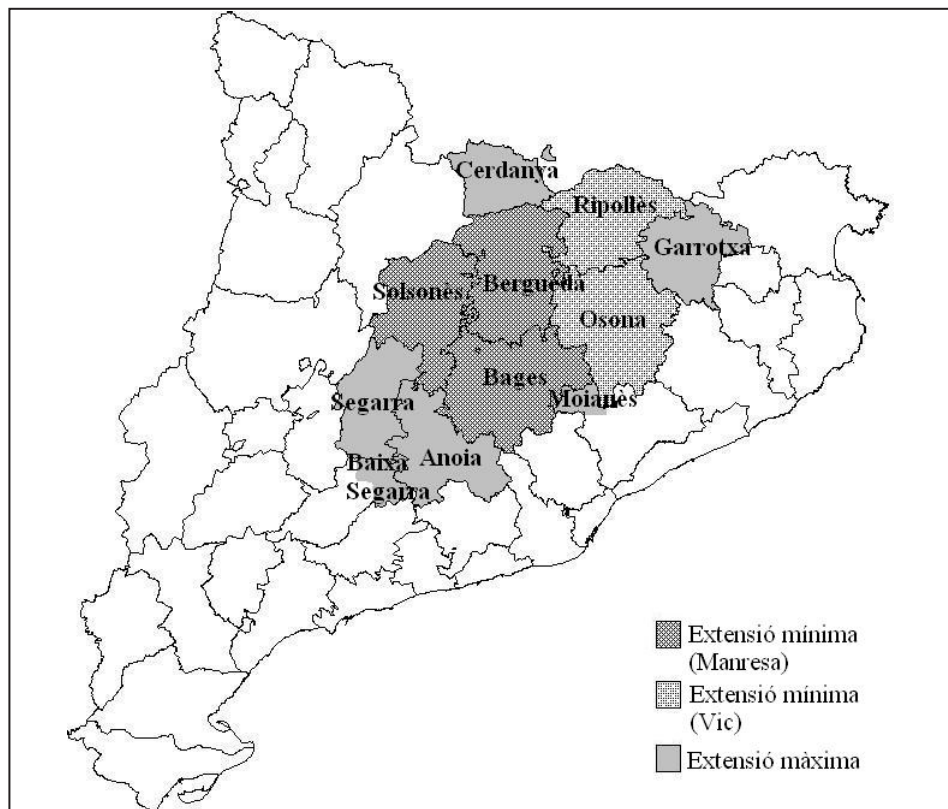 Cerdanya
Ripollès
Garrotxa
Solsonès
Berguedà
Osona
Bages
Moianès
Segarra
Anoia
Baixa
Segarra
Extensió mínima
(Manresa)
Extensió mínima
(Vic)
Extensió màxima